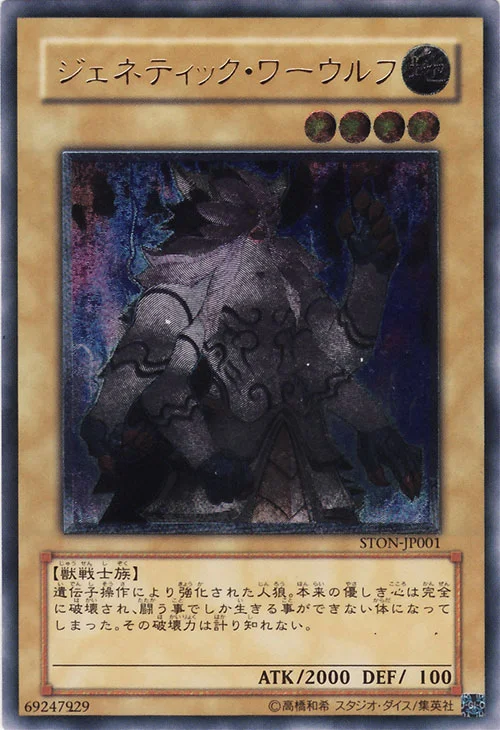 ジェネティック・ワーウルフ
STON-JP001
【獣戦士族】
遺伝子操作により強化された人狼。本来の優しき心は完全
に破壊され、闘う事でしか生きる事ができない体になって
しまった。その破壊力は計り知れない。
ATK/2000 DEF/ 100
69247929
©高橋和希 スタジオ・ダイス/集英社